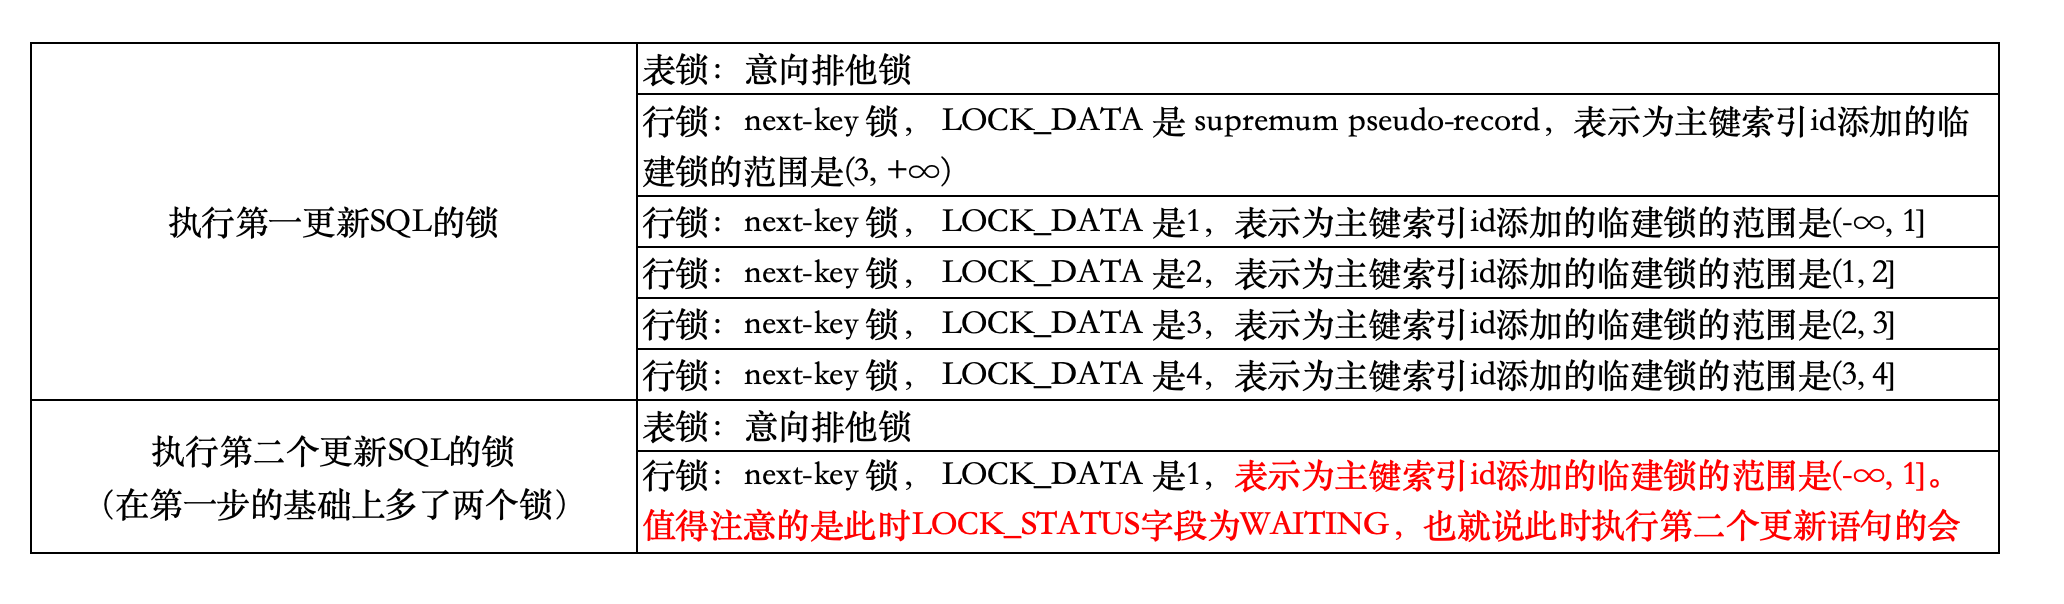 表锁：意向排他锁
行锁：next-key 锁， LOCK_DATA 是 supremum pseudo-record，表示为主键索引id添加的临
建锁的范围是(3, +∞)
执行第一更新SQL的锁
行锁：next-key 锁， LOCK_DATA 是1，表示为主键索引id添加的临建锁的范围是(-∞, 1]
行锁：next-key 锁， LOCK_DATA 是2，表示为主键索引id添加的临建锁的范围是(1, 2]
行锁：next-key 锁， LOCK_DATA 是3，表示为主键索引id添加的临建锁的范围是(2, 3]
行锁：next-key 锁， LOCK_DATA 是4，表示为主键索引id添加的临建锁的范围是(3, 4]
执行第二个更新SQL的锁
（在第一步的基础上多了两个锁）
表锁：意向排他锁
行锁：next-key 锁， LOCK_DATA 是1，表示为主键索引id添加的临建锁的范围是(-∞, 1]。
值得注意的是此时LOCK_STATUS字段为WAITING，也就说此时执行第二个更新语句的会